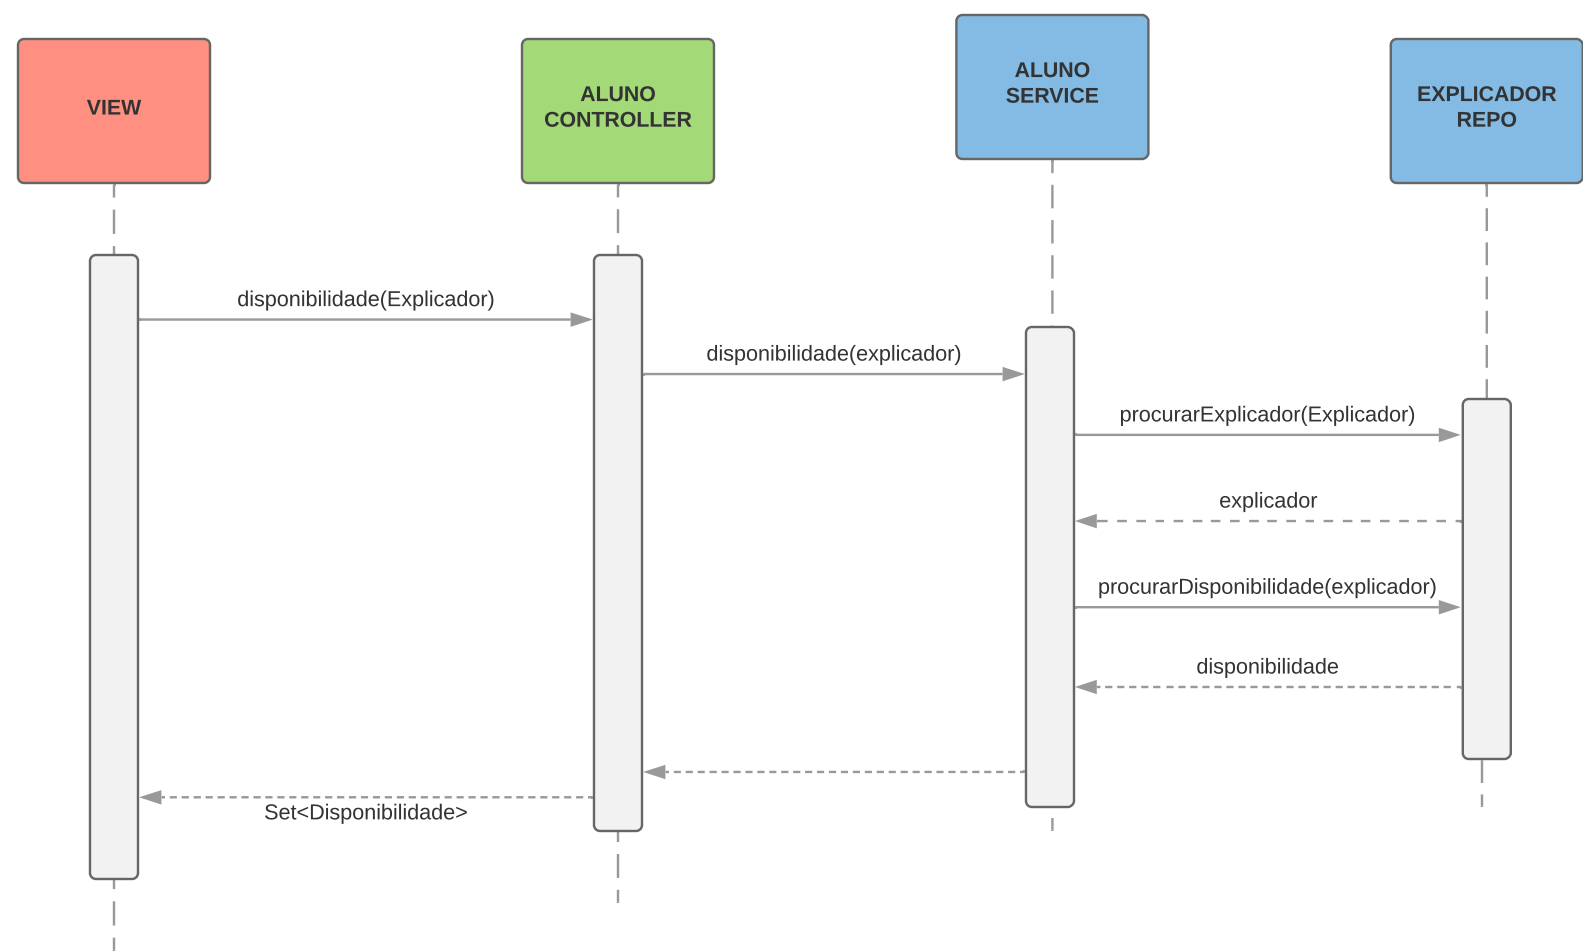 VIEW
ALUNO
CONTROLLER
ALUNO
SERVICE
EXPLICADOR
REPO
disponibilidade(Explicador)
disponibilidade(explicador)
procurarExplicador(Explicador)
explicador
procurarDisponibilidade(explicador)
disponibilidade
Set<Disponibilidade>